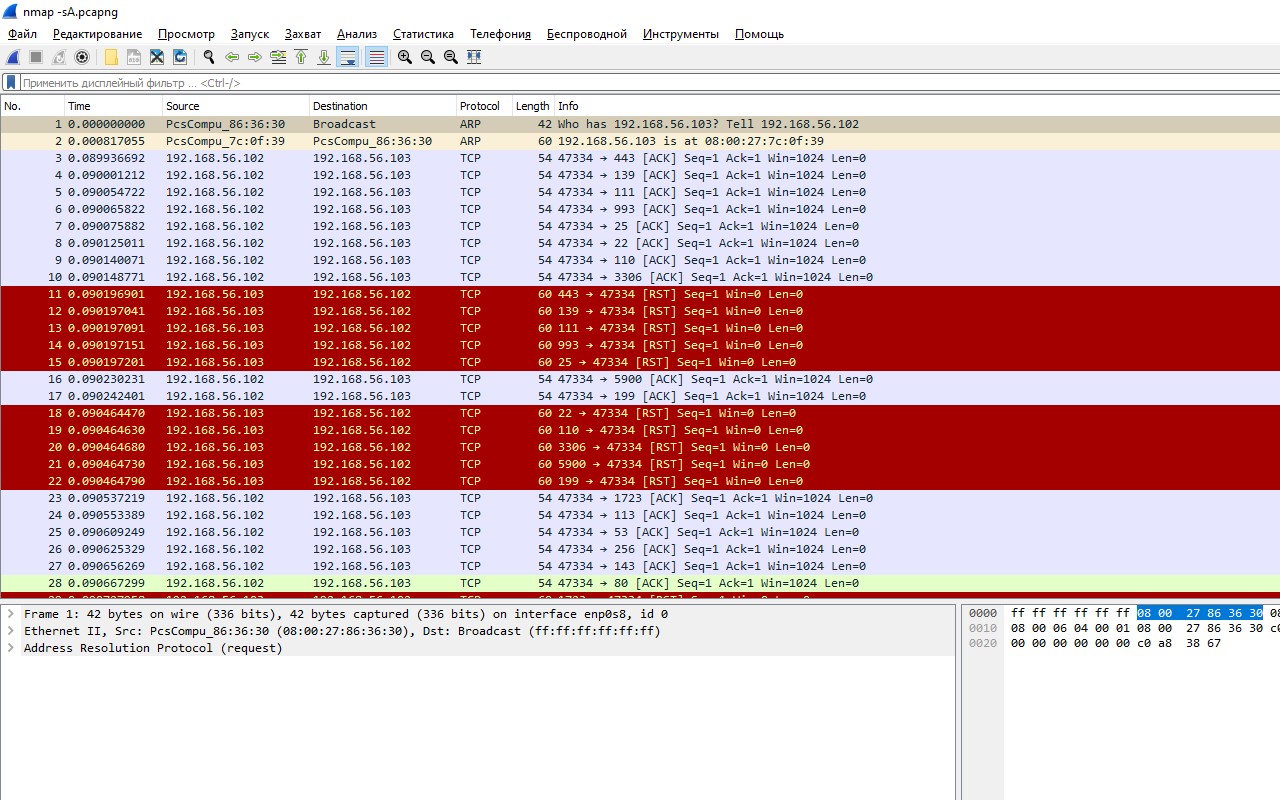 nmap -sA.pcapng
Файл Редактирование Просмотр Запуск Захват Анализ Статистика Телефония Беспроводной Инструменты Помощь
Применить дисплейный фильтр ... <Ctrl-/>
No. Time Source Destination Protocol Length Info
1 0.000000000 PcsCompu_86:36:30 Broadcast ARP 42 Who has 192.168.56.103? Tell 192.168.56.102
2 0.000817055 PcsCompu_7c:0f:39 PcsCompu_86:36:30 ARP 60 192.168.56.103 is at 08:00:27:7c:0f:39
3 0.089936692 192.168.56.102 192.168.56.103 TCP 54 47334 → 443 [ACK] Seq=1 Ack=1 Win=1024 Len=0
4 0.090001212 192.168.56.102 192.168.56.103 TCP 54 47334 → 139 [ACK] Seq=1 Ack=1 Win=1024 Len=0
5 0.090054722 192.168.56.102 192.168.56.103 TCP 54 47334 → 111 [ACK] Seq=1 Ack=1 Win=1024 Len=0
6 0.090065822 192.168.56.102 192.168.56.103 TCP 54 47334 → 993 [ACK] Seq=1 Ack=1 Win=1024 Len=0
7 0.090075882 192.168.56.102 192.168.56.103 TCP 54 47334 → 25 [ACK] Seq=1 Ack=1 Win=1024 Len=0
8 0.090125011 192.168.56.102 192.168.56.103 TCP 54 47334 → 22 [ACK] Seq=1 Ack=1 Win=1024 Len=0
9 0.090140071 192.168.56.102 192.168.56.103 TCP 54 47334 → 110 [ACK] Seq=1 Ack=1 Win=1024 Len=0
10 0.090148771 192.168.56.102 192.168.56.103 TCP 54 47334 → 3306 [ACK] Seq=1 Ack=1 Win=1024 Len=0
11 0.090196901 192.168.56.103 192.168.56.102 TCP 60 443 → 47334 [RST] Seq=1 Win=0 Len=0
12 0.090197041 192.168.56.103 192.168.56.102 TCP 60 139 → 47334 [RST] Seq=1 Win=0 Len=0
13 0.090197091 192.168.56.103 192.168.56.102 TCP 60 111 → 47334 [RST] Seq=1 Win=0 Len=0
14 0.090197151 192.168.56.103 192.168.56.102 TCP 60 993 → 47334 [RST] Seq=1 Win=0 Len=0
15 0.090197201 192.168.56.103 192.168.56.102 TCP 60 25 → 47334 [RST] Seq=1 Win=0 Len=0
16 0.090230231 192.168.56.102 192.168.56.103 TCP 54 47334 → 5900 [ACK] Seq=1 Ack=1 Win=1024 Len=0
17 0.090242401 192.168.56.102 192.168.56.103 TCP 54 47334 → 199 [ACK] Seq=1 Ack=1 Win=1024 Len=0
18 0.090464470 192.168.56.103 192.168.56.102 TCP 60 22 → 47334 [RST] Seq=1 Win=0 Len=0
19 0.090464630 192.168.56.103 192.168.56.102 TCP 60 110 → 47334 [RST] Seq=1 Win=0 Len=0
20 0.090464680 192.168.56.103 192.168.56.102 TCP 60 3306 → 47334 [RST] Seq=1 Win=0 Len=0
21 0.090464730 192.168.56.103 192.168.56.102 TCP 60 5900 → 47334 [RST] Seq=1 Win=0 Len=0
22 0.090464790 192.168.56.103 192.168.56.102 TCP 60 199 → 47334 [RST] Seq=1 Win=0 Len=0
23 0.090537219 192.168.56.102 192.168.56.103 TCP 54 47334 → 1723 [ACK] Seq=1 Ack=1 Win=1024 Len=0
24 0.090553389 192.168.56.102 192.168.56.103 TCP 54 47334 → 113 [ACK] Seq=1 Ack=1 Win=1024 Len=0
25 0.090609249 192.168.56.102 192.168.56.103 TCP 54 47334 → 53 [ACK] Seq=1 Ack=1 Win=1024 Len=0
26 0.090625329 192.168.56.102 192.168.56.103 TCP 54 47334 → 256 [ACK] Seq=1 Ack=1 Win=1024 Len=0
27 0.090656269 192.168.56.102 192.168.56.103 TCP 54 47334 → 143 [ACK] Seq=1 Ack=1 Win=1024 Len=0
28 0.090667299 192.168.56.102 192.168.56.103 TCP 54 47334 → 80 [ACK] Seq=1 Ack=1 Win=1024 Len=0
Frame 1: 42 bytes on wire (336 bits), 42 bytes captured (336 bits) on interface enp0s8, id 0
Ethernet II, Src: PcsCompu_86:36:30 (08:00:27:86:36:30), Dst: Broadcast (ff:ff:ff:ff:ff:ff)
Address Resolution Protocol (request)
0000 ff ff ff ff ff ff 08 00 27 86 36 30
0010 08 00 06 04 00 01 08 00 27 86 36 30 c0
0020 00 00 00 00 00 00 c0 a8 38 67